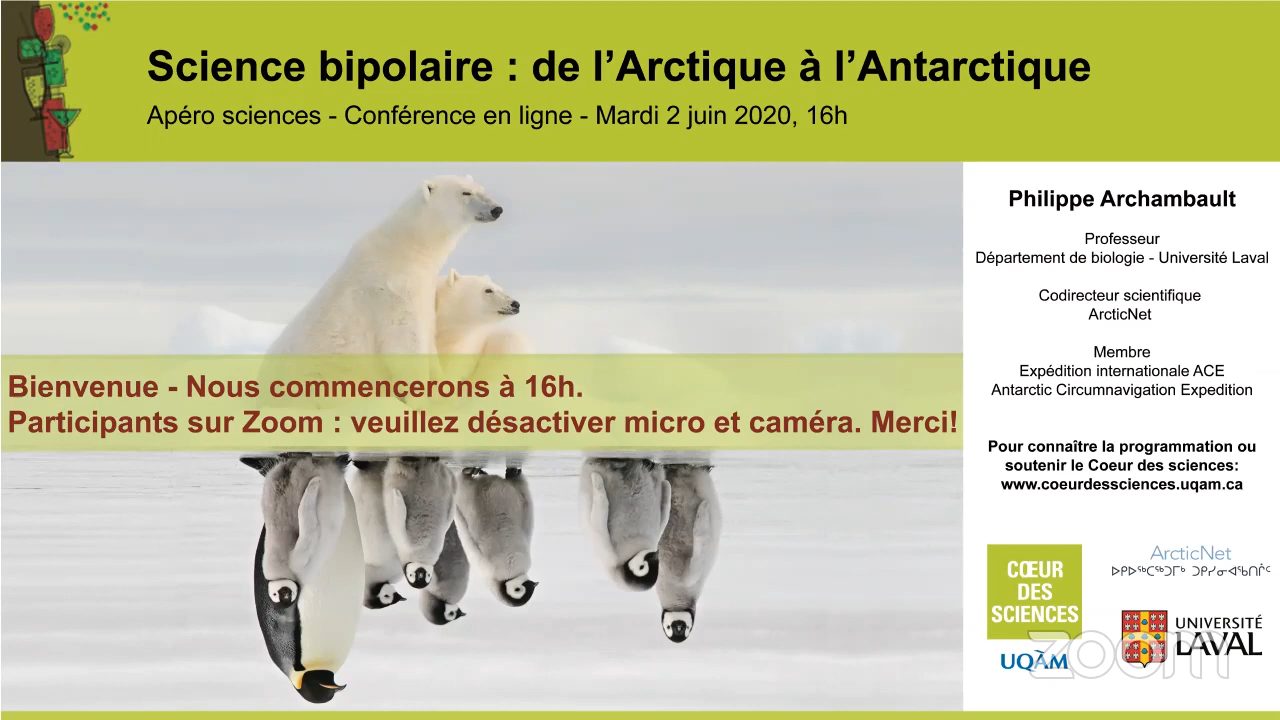 Science bipolaire : de l’Arctique à l’Antarctique
Apéro sciences - Conférence en ligne - Mardi 2 juin 2020, 16h
Bienvenue - Nous commencerons à 16h.
Participants sur Zoom : veuillez désactiver micro et caméra. Merci!
Philippe Archambault
Professeur
Département de biologie - Université Laval
Codirecteur scientifique
ArcticNet
Membre
Expédition internationale ACE
Antarctic Circumnavigation Expedition
Pour connaître la programmation ou
soutenir le Coeur des sciences:
www.coeurdessciences.uqam.ca
CŒUR
DES
SCIENCES
UQÀM
ArcticNet
ᐅᑭᐅᖅᑕᖅᑐᒥᒃ ᑐᑭᓯᓂᐊᖃᑎᒌᑦ
UNIVERSITÉ
LAVAL
zoom